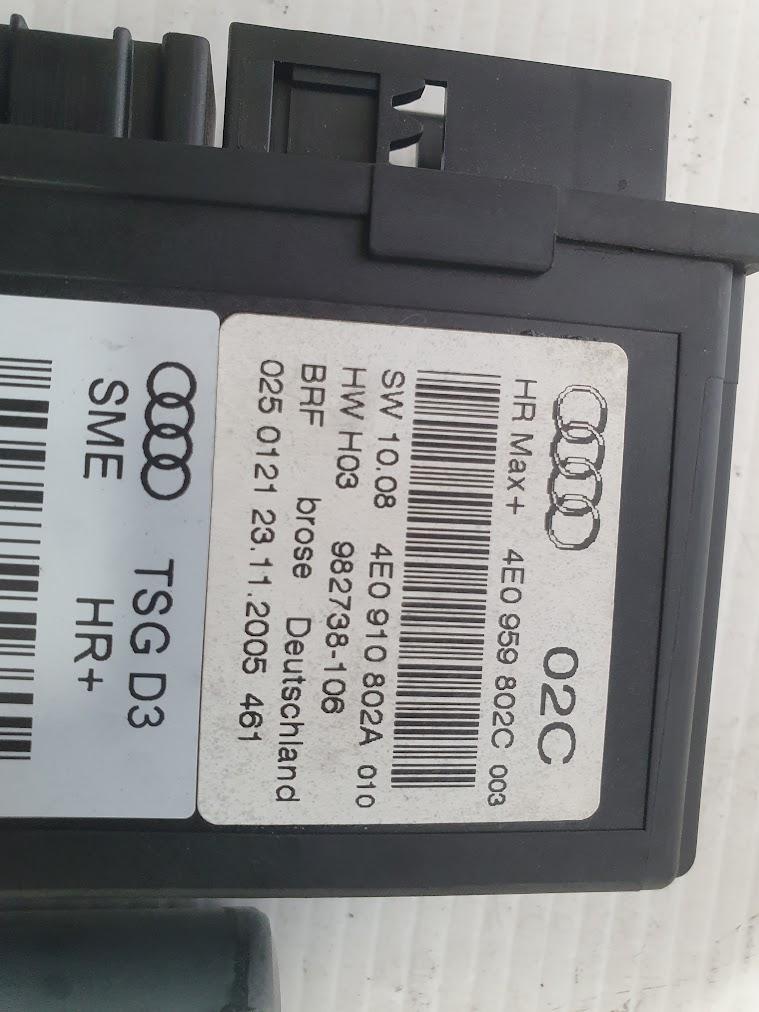 02C
HR Max+ 4E0 959 802C 003
SW 10.08 4E0 910 802A 010
HW H03 982738-106
BRF brose Deutschland
025 0121 23.11.2005 461
TSG D3
SME HR+